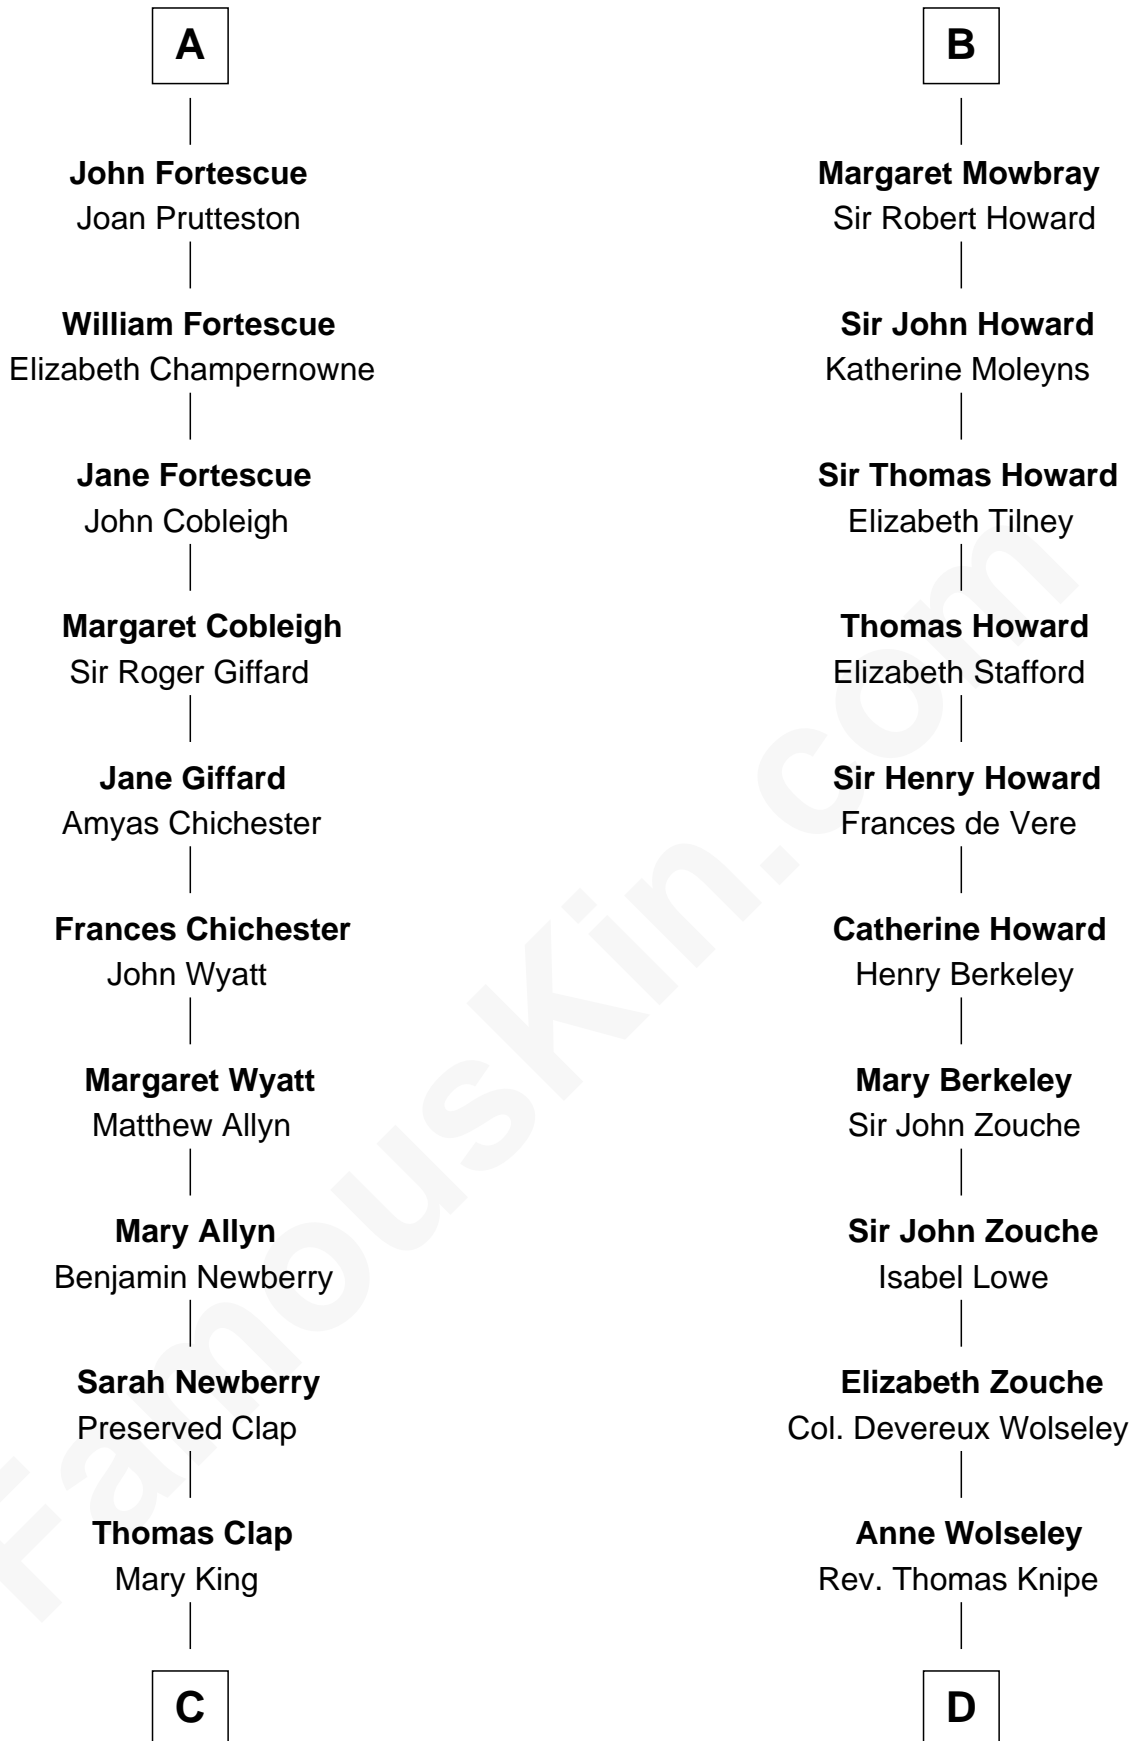 A
John Fortescue
Joan Prutteston
William Fortescue
Elizabeth Champernowne
Jane Fortescue
John Cobleigh
Margaret Cobleigh
Sir Roger Giffard
Jane Giffard
Amyas Chichester
Frances Chichester
John Wyatt
Margaret Wyatt
Matthew Allyn
Mary Allyn
Benjamin Newberry
Sarah Newberry
Preserved Clap
Thomas Clap
Mary King
C
B
Margaret Mowbray
Sir Robert Howard
Sir John Howard
Katherine Moleyns
Sir Thomas Howard
Elizabeth Tilney
Thomas Howard
Elizabeth Stafford
Sir Henry Howard
Frances de Vere
Catherine Howard
Henry Berkeley
Mary Berkeley
Sir John Zouche
Sir John Zouche
Isabel Lowe
Elizabeth Zouche
Col. Devereux Wolseley
Anne Wolseley
Rev. Thomas Knipe
D
FamousKin.com